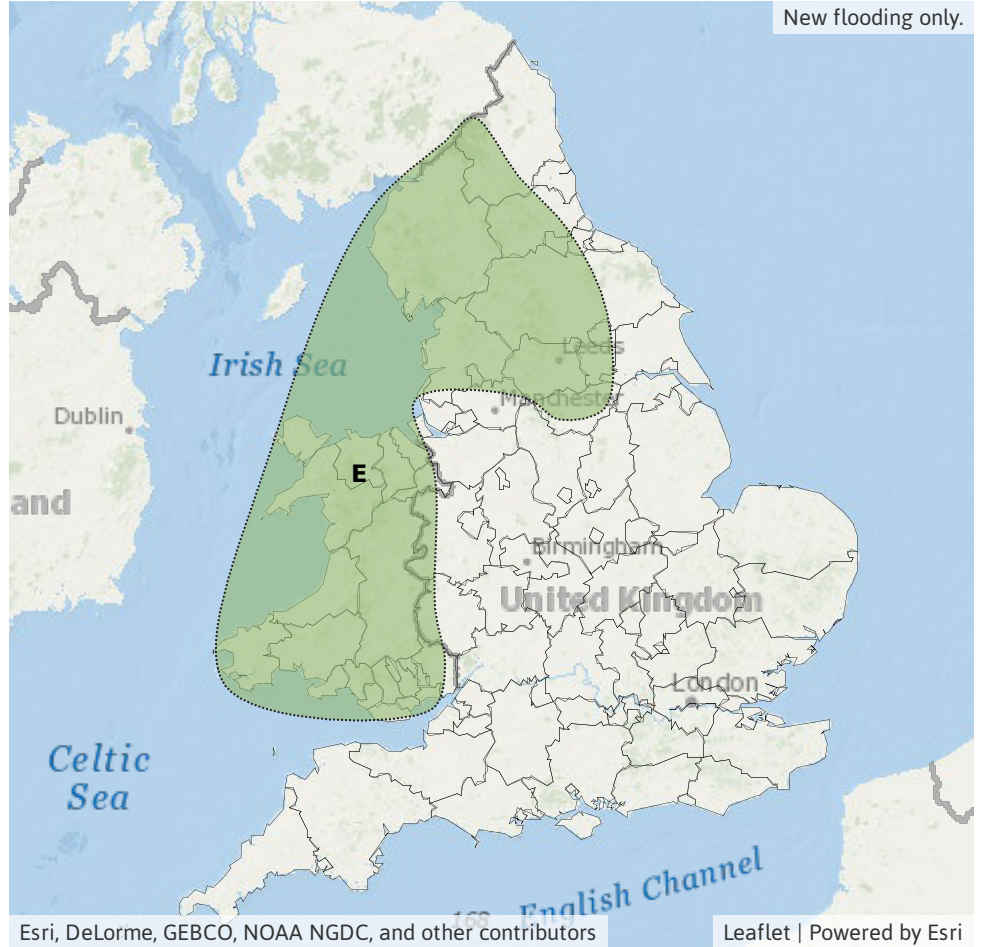 New flooding only.
Leeds
Irish Sea
Manchester
Dublin
E
and
Birmingham
United Kingdom
London
Celtic
Sea
English Channel
168
Esri, DeLorme, GEBCO, NOAA NGDC, and other contributors
Leaflet | Powered by Esri